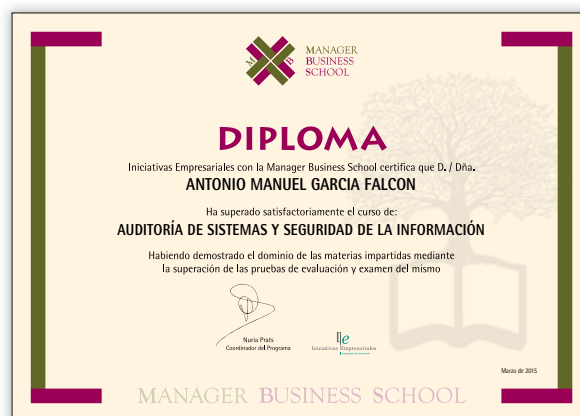 M B
MANAGER
BUSINESS
SCHOOL
DIPLOMA
Iniciativas Empresariales con la Manager Business School certifica que D. / Dña.
ANTONIO MANUEL GARCIA FALCON
Ha superado satisfactoriamente el curso de:
AUDITORÍA DE SISTEMAS Y SEGURIDAD DE LA INFORMACIÓN
Habiendo demostrado el dominio de las materias impartidas mediante
la superación de las pruebas de evaluación y examen del mismo
Nuria Prats
Coordinador del Programa
Ie
Iniciativas Empresariales
Marzo de 2015
MANAGER BUSINESS SCHOOL